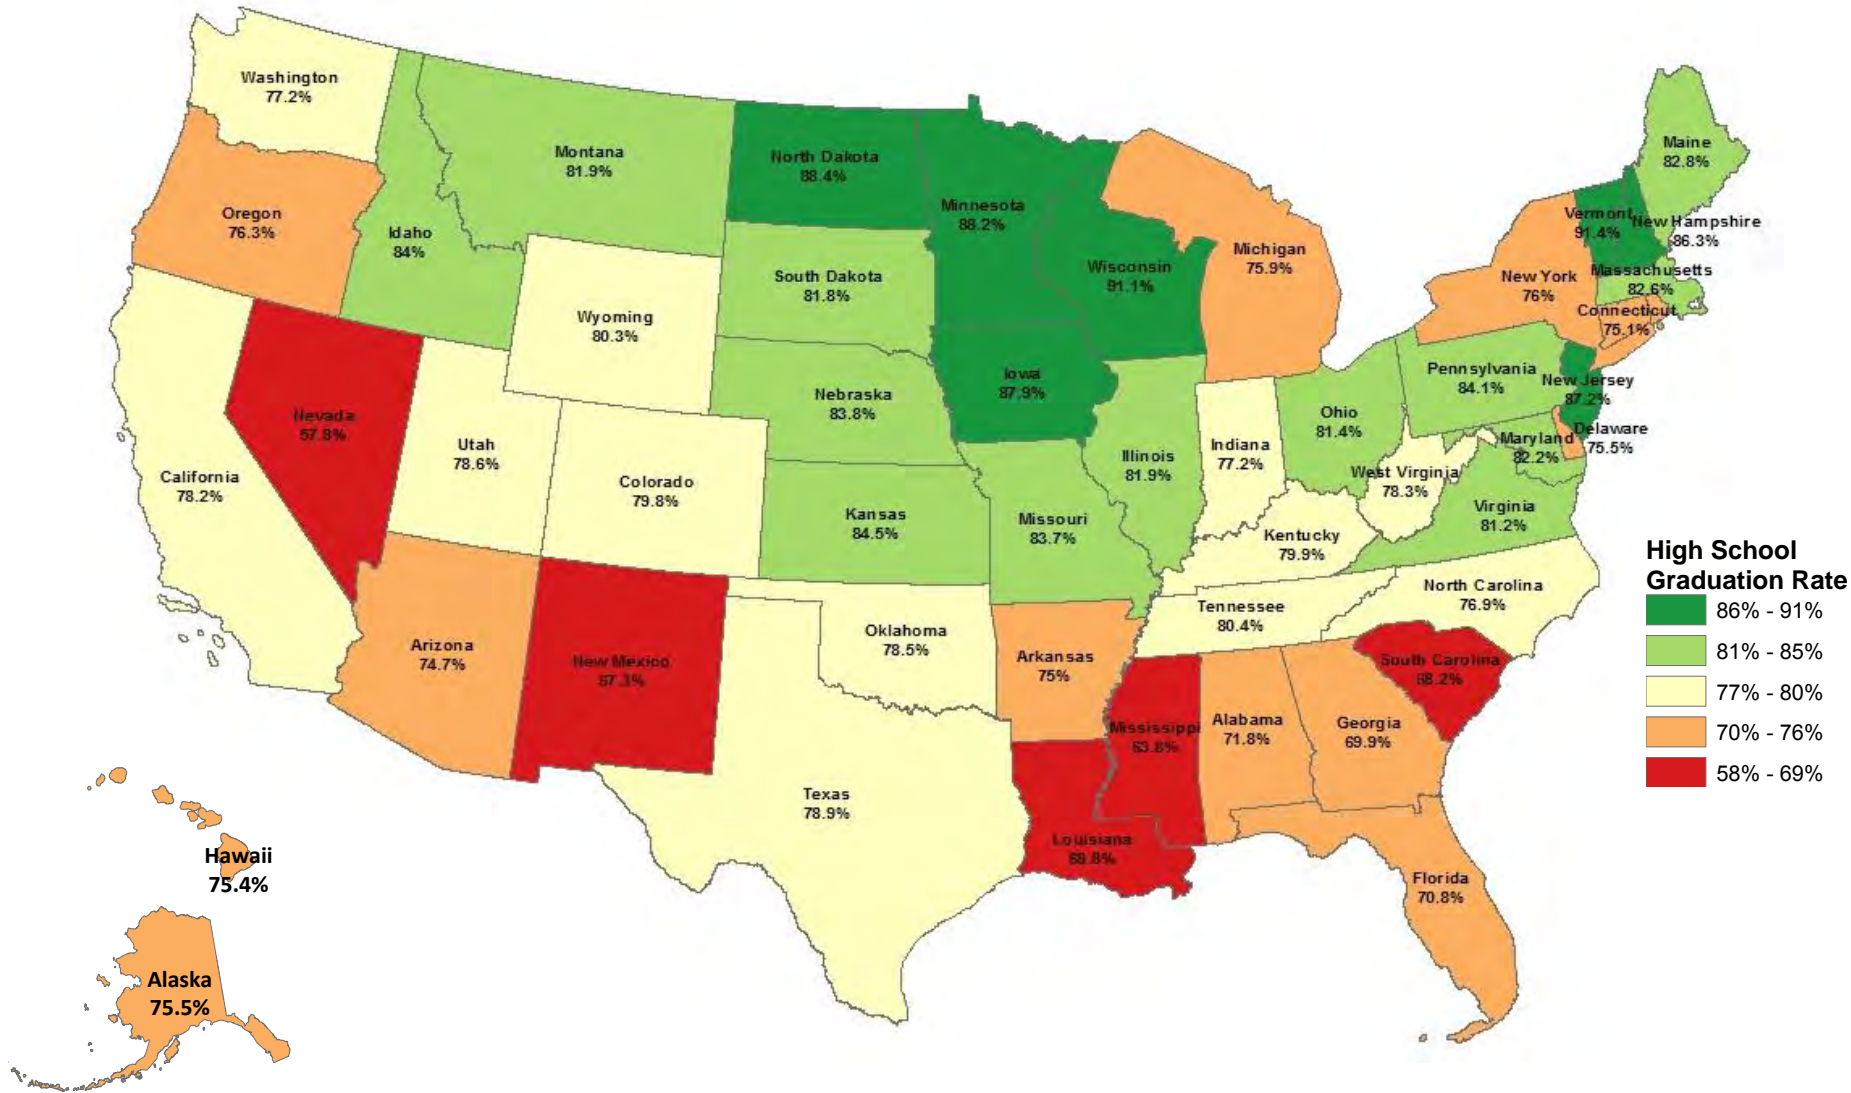 Washington
77.2%
Oregon
76.3%
Idaho
84%
Montana
81.9%
North Dakota
88.4%
Minnesota
88.2%
Wisconsin
91.1%
Michigan
75.9%
Maine
82.8%
Vermont
91.4%
New Hampshire
86.3%
New York
76%
Massachusetts
82.6%
Connecticut
75.1%
South Dakota
81.8%
Wyoming
80.3%
Iowa
87.9%
Nebraska
83.8%
Pennsylvania
84.1%
New Jersey
87.2%
Ohio
81.4%
Delaware
75.5%
Maryland
82.2%
Nevada
57.8%
Utah
78.6%
Colorado
79.8%
California
78.2%
Illinois
81.9%
Indiana
77.2%
West Virginia
78.3%
Virginia
81.2%
Kansas
84.5%
Missouri
83.7%
Kentucky
79.9%
North Carolina
76.9%
Tennessee
80.4%
Arizona
74.7%
New Mexico
67.3%
Oklahoma
78.5%
Arkansas
75%
South Carolina
68.2%
Mississippi
63.8%
Alabama
71.8%
Georgia
69.9%
Texas
78.9%
Louisiana
68.8%
Florida
70.8%
Hawaii
75.4%
Alaska
75.5%
High School
Graduation Rate
86% - 91%
81% - 85%
77% - 80%
70% - 76%
58% - 69%